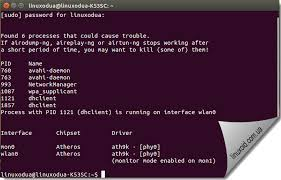 linuxodua@linuxodua-K53SC: ~
[sudo] password for linuxodua:
Found 6 processes that could cause trouble.
If airodump-ng, aireplay-ng or airtun-ng stops working after
a short period of time, you may want to kill (some of) them!
PID Name
760 avahi-daemon
763 avahi-daemon
993 NetworkManager
1087 wpa_supplicant
1121 dhclient
1857 dhclient
Process with PID 1121 (dhclient) is running on interface wlan0
Interface Chipset Driver
mon0 Atheros ath9k - [phy0]
wlan0 Atheros ath9k - [phy0]
(monitor mode enabled on mon1)
linuxodua@linuxodua-K53SC:~$
linuxoid.com.ua